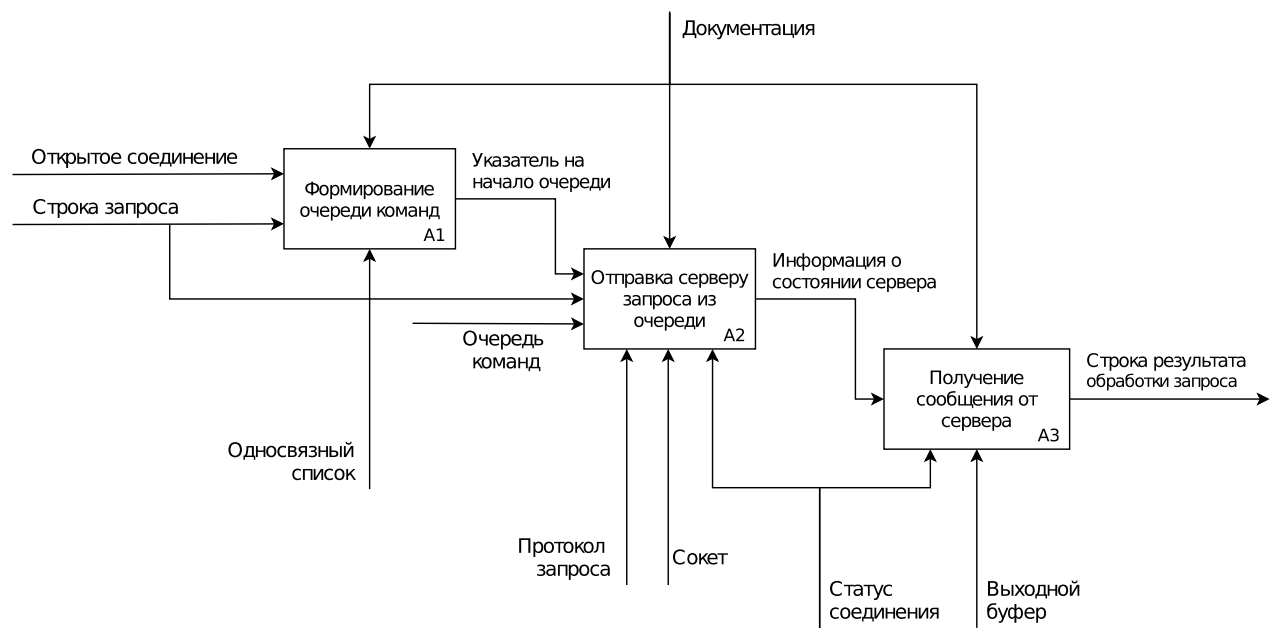 Документация
Открытое соединение
Строка запроса
Формирование
очереди команд
A1
Указатель на
начало очереди
Отправка серверу
запроса из
очереди
A2
Информация о
состоянии сервера
Очередь
команд
Получение
сообщения от
сервера
A3
Строка результата
обработки запроса
Односвязный
список
Протокол
запроса
Сокет
Статус
соединения
Выходной
буфер